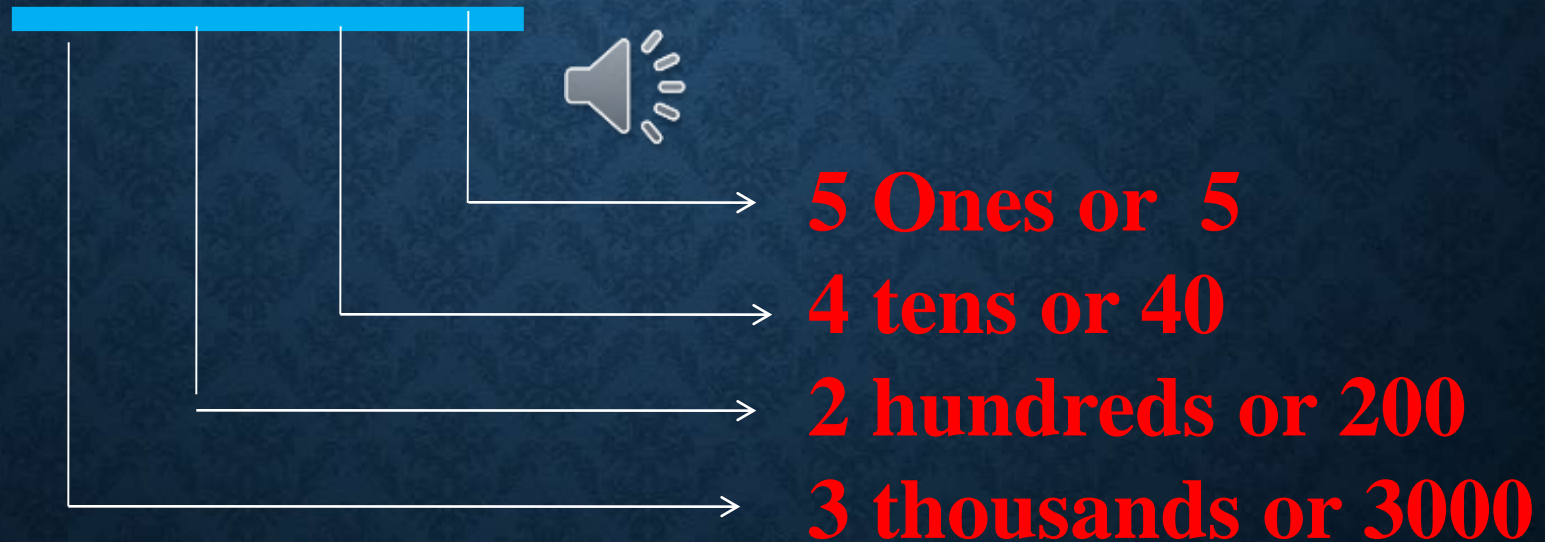 5 Ones or 5
4 tens or 40
2 hundreds or 200
3 thousands or 3000